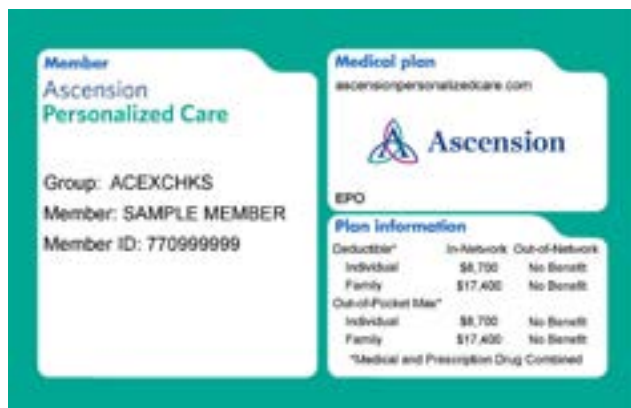 Member
Ascension
Personalized Care
Group: ACEXCHKS
Member: SAMPLE MEMBER
Member ID: 770999999
Medical plan
ascensionpersonalizedcare.com
Ascension
EPO
Plan information
Deductible* In-Network Out-of-Network
Individual $8,700 No Benefit
Family $17,400 No Benefit
Out-of-Pocket Max*
Individual $8,700 No Benefit
Family $17,400 No Benefit
*Medical and Prescription Drug Combined